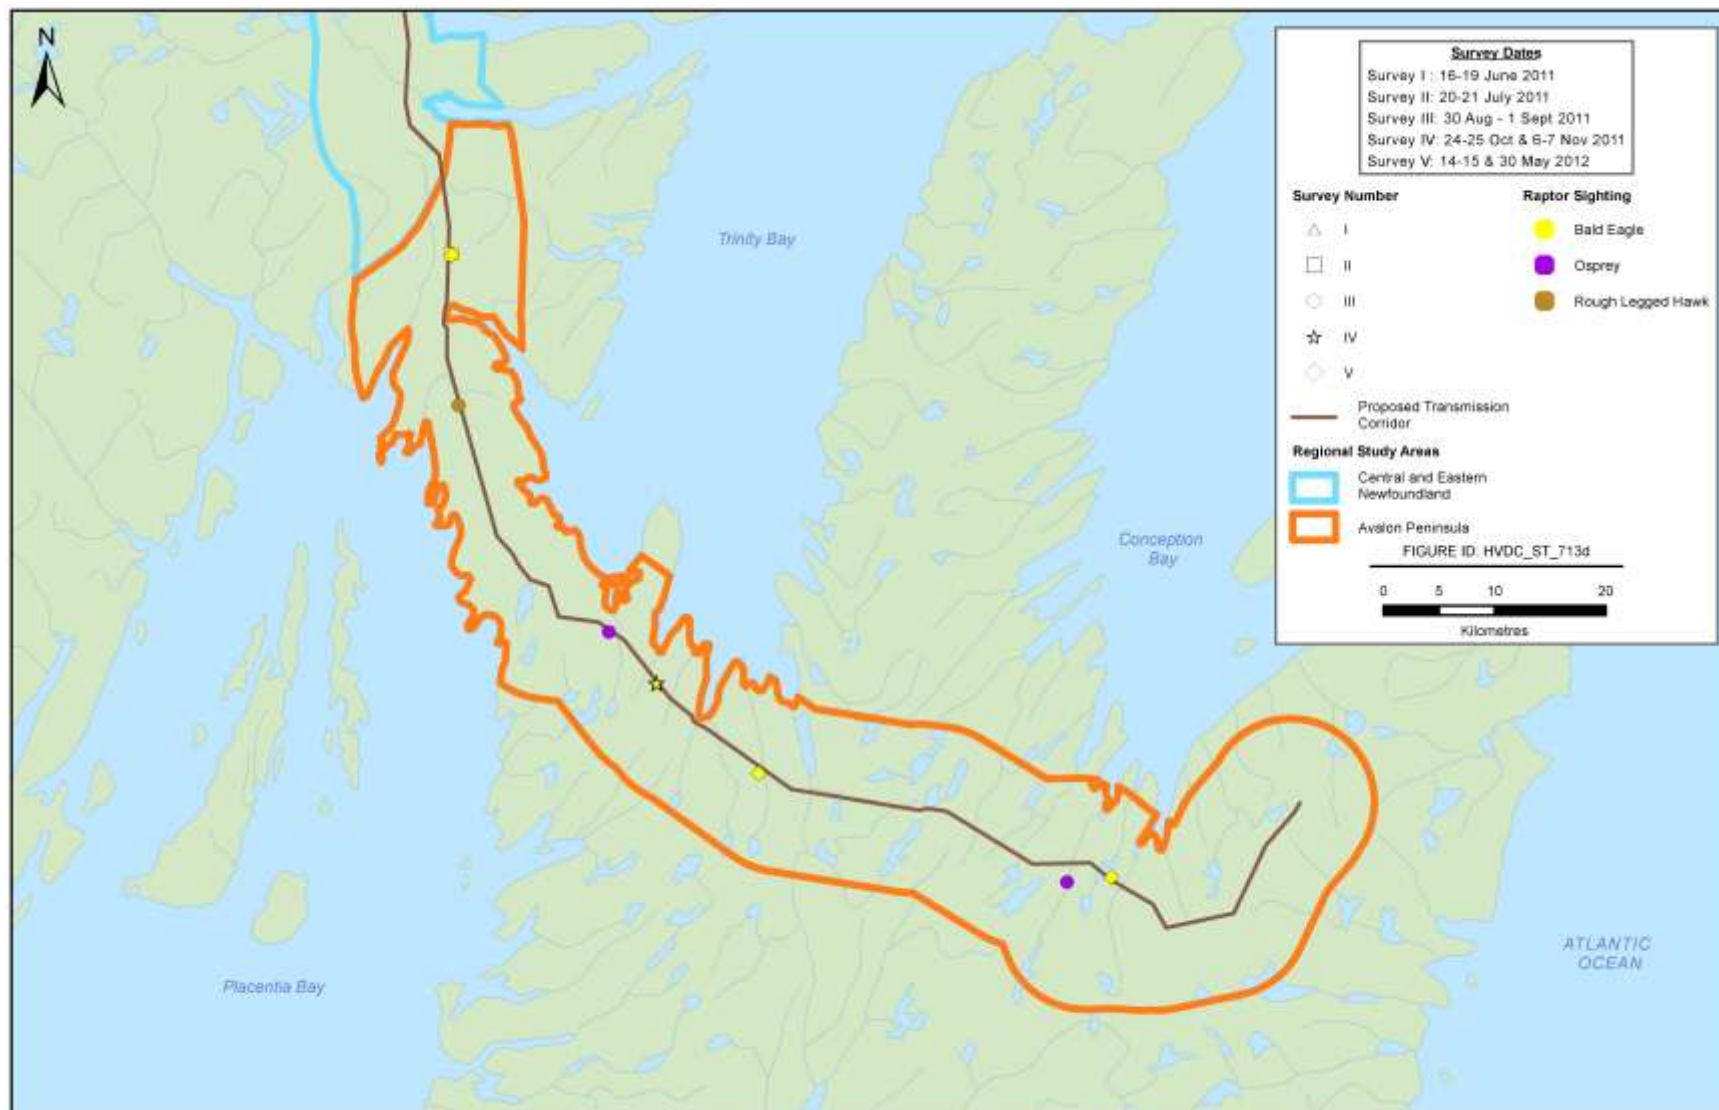 N
Trinity Bay
Conception
Bay
Placentia Bay
ATLANTIC
OCEAN
Survey Dates
Survey I : 16-19 June 2011
Survey II: 20-21 July 2011
Survey III: 30 Aug - 1 Sept 2011
Survey IV: 24-25 Oct & 6-7 Nov 2011
Survey V: 14-15 & 30 May 2012
Survey Number
I
II
III
IV
V
Raptor Sighting
Bald Eagle
Osprey
Rough Legged Hawk
Proposed Transmission
Corridor
Regional Study Areas
Central and Eastern
Newfoundland
Avalon Peninsula
FIGURE ID: HVDC_ST_713d
0 5 10 20
Kilometres